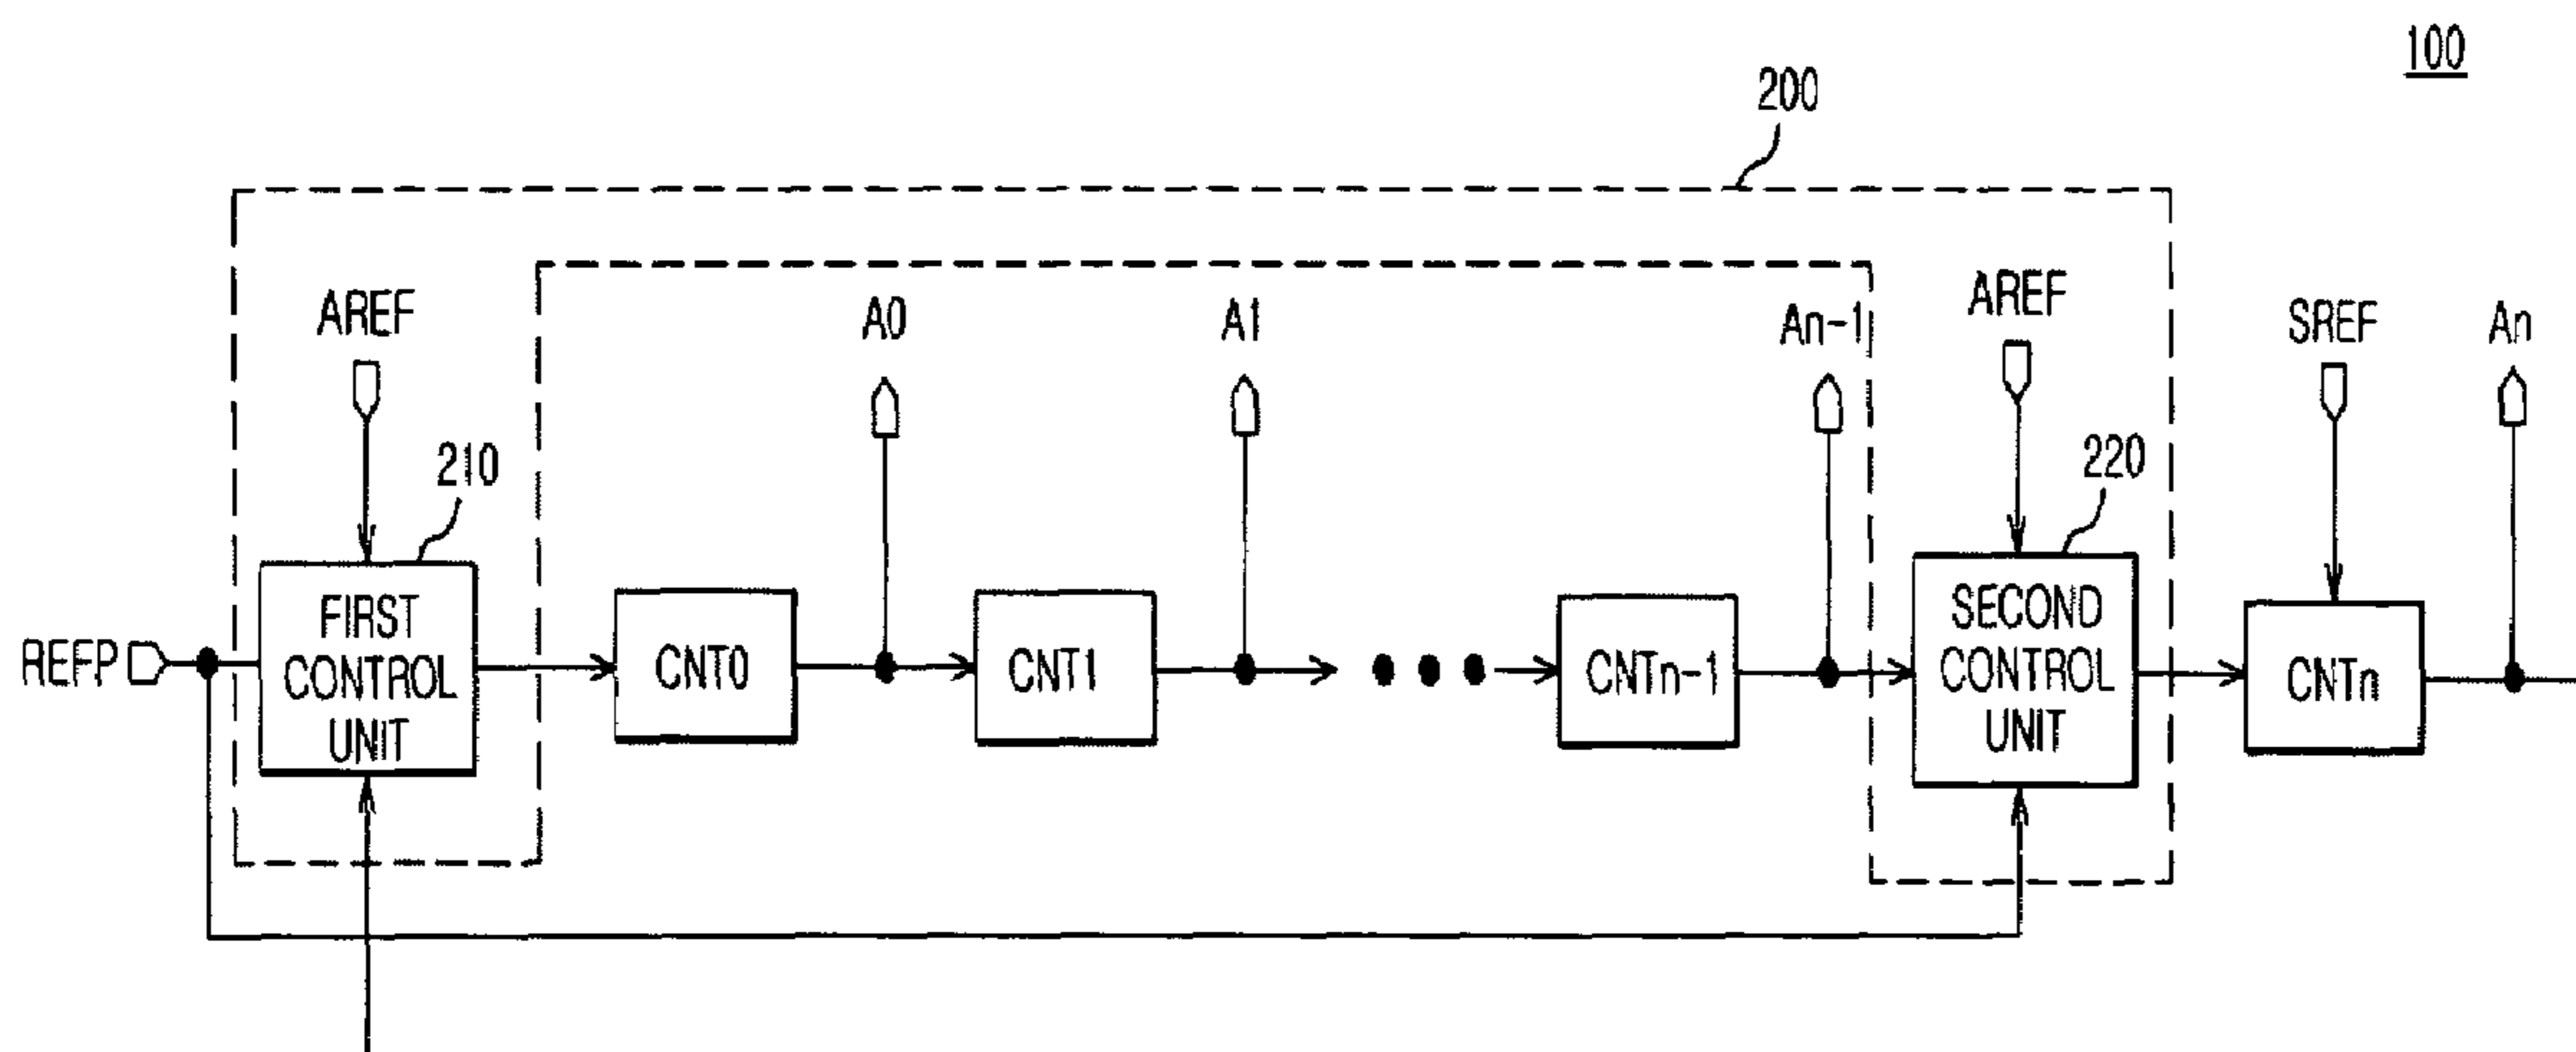 100
200
AREF
A0
A1
An-1
AREF
SREF
An
210
220
REFP
FIRST
CONTROL
UNIT
CNT0
CNT1
CNTn-1
SECOND
CONTROL
UNIT
CNTn